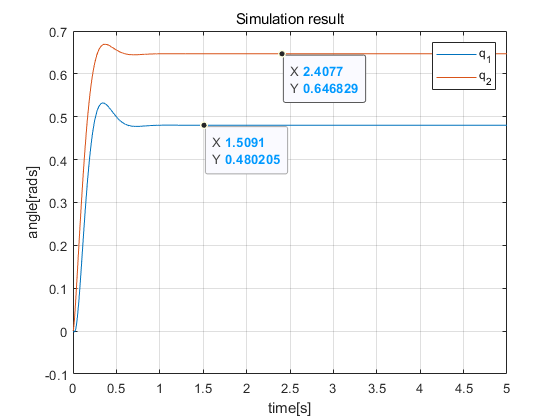 Simulation result
0.7
0.6
0.5
0.4
0.3
0.2
0.1
0
-0.1
angle[rads]
X 2.4077
Y 0.646829
X 1.5091
Y 0.480205
q1
q2
0 0.5 1 1.5 2 2.5 3 3.5 4 4.5 5
time[s]